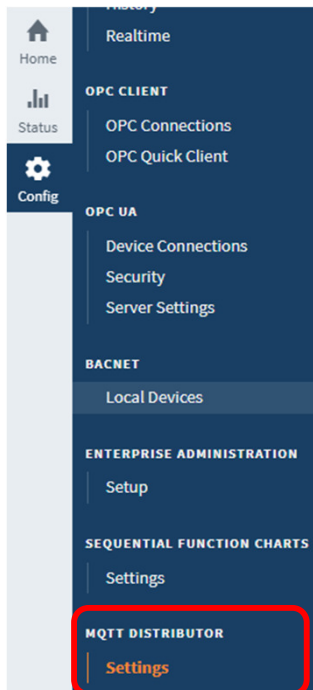 Home
Status
Config
History
Realtime
OPC CLIENT
OPC Connections
OPC Quick Client
OPC UA
Device Connections
Security
Server Settings
BACNET
Local Devices
ENTERPRISE ADMINISTRATION
Setup
SEQUENTIAL FUNCTION CHARTS
Settings
MQTT DISTRIBUTOR
Settings